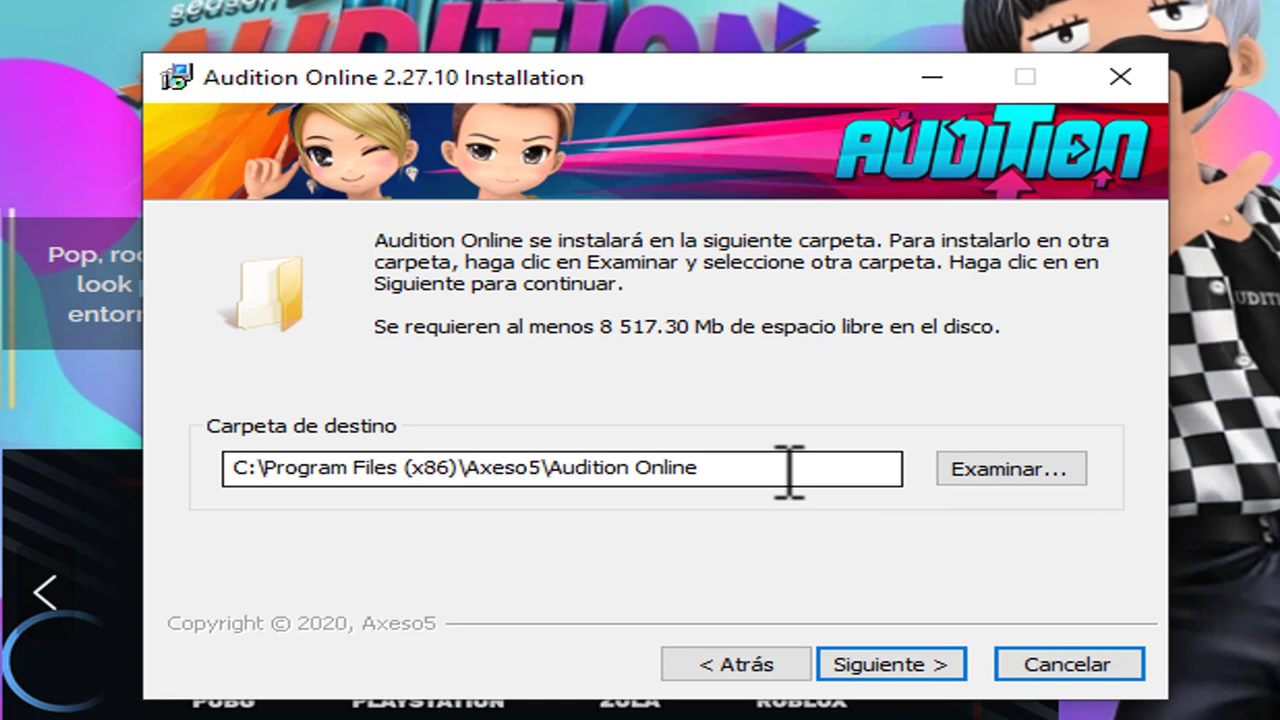 season
AUDITION
Audition Online 2.27.10 Installation
AUDITION
Pop, roc
look
entorn
Audition Online se instalará en la siguiente carpeta. Para instalarlo en otra
carpeta, haga clic en Examinar y seleccione otra carpeta. Haga clic en en
Siguiente para continuar.
Se requieren al menos 8 517.30 Mb de espacio libre en el disco.
Carpeta de destino
C:\Program Files (x86)\Axeso5\Audition Online
Examinar...
Copyright © 2020, Axeso5
< Atrás
Siguiente >
Cancelar
PUBG
PLAYSTATION
ZULA
ROBLOX